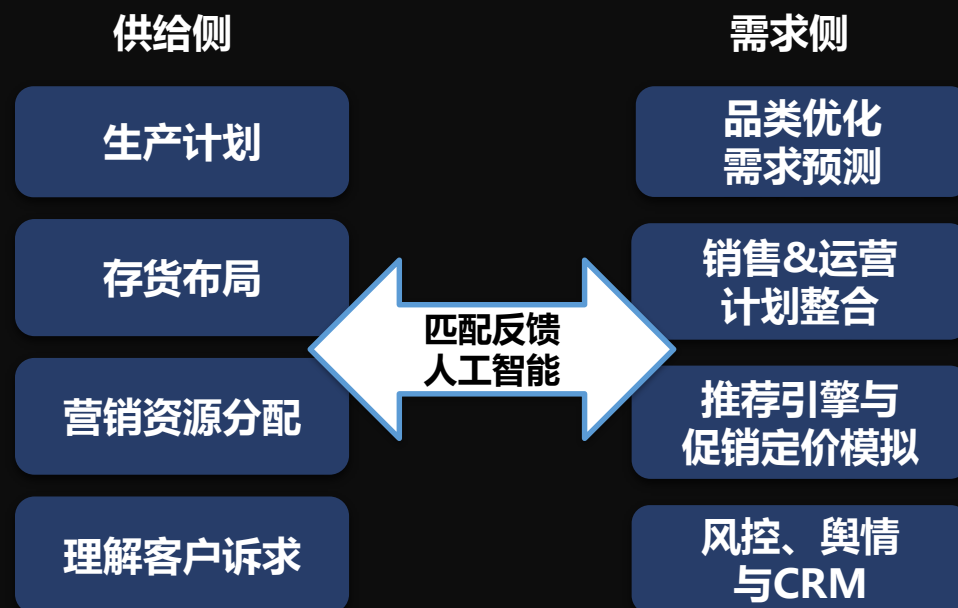 供给侧
需求侧
生产计划
品类优化
需求预测
存货布局
销售&运营
计划整合
匹配反馈
人工智能
营销资源分配
推荐引擎与
促销定价模拟
理解客户诉求
风控、舆情
与CRM